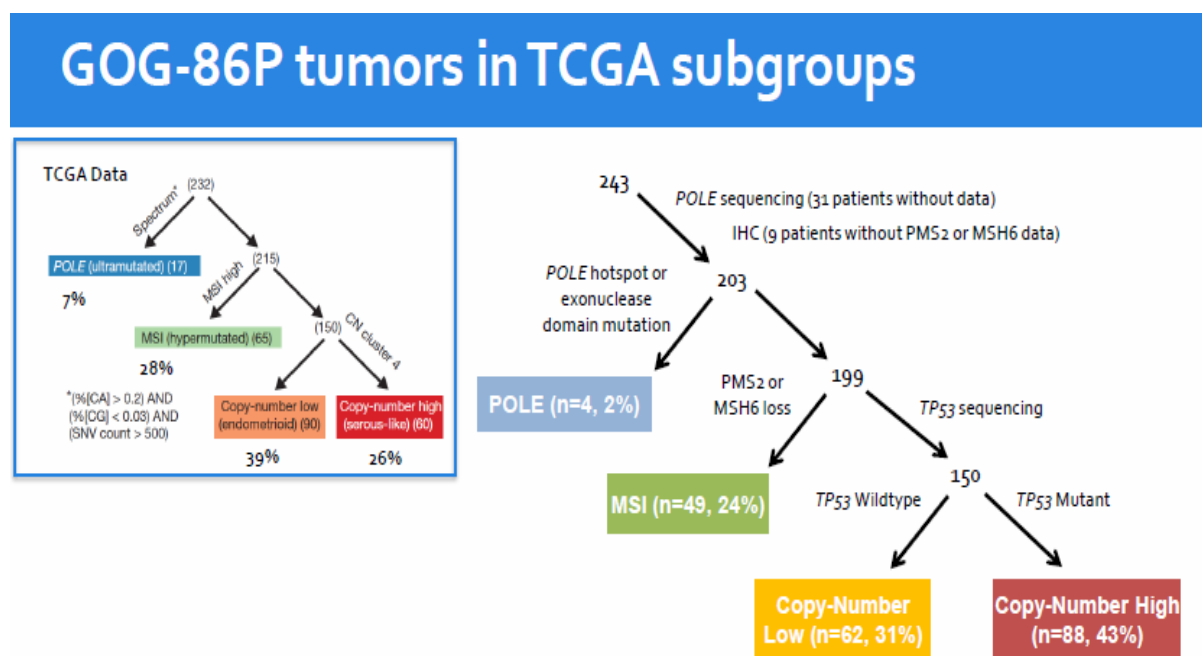 GOG-86P tumors in TCGA subgroups
TCGA Data
(232)
Spectrum*
POLE (ultramutated) (17)
7%
(215)
MSI high
MSI (hypermutated) (65)
28%
(150)
CN cluster 4
*(%[CA] > 0.2) AND
(%[CG] < 0.03) AND
(SNV count > 500)
Copy-number low
(endometrioid) (90)
39%
Copy-number high
(serous-like) (60)
26%
243
POLE sequencing (31 patients without data)
IHC (9 patients without PMS2 or MSH6 data)
203
POLE hotspot or
exonuclease
domain mutation
POLE (n=4, 2%)
199
PMS2 or
MSH6 loss
TP53 sequencing
MSI (n=49, 24%)
150
TP53 Wildtype
TP53 Mutant
Copy-Number
Low (n=62, 31%)
Copy-Number High
(n=88, 43%)